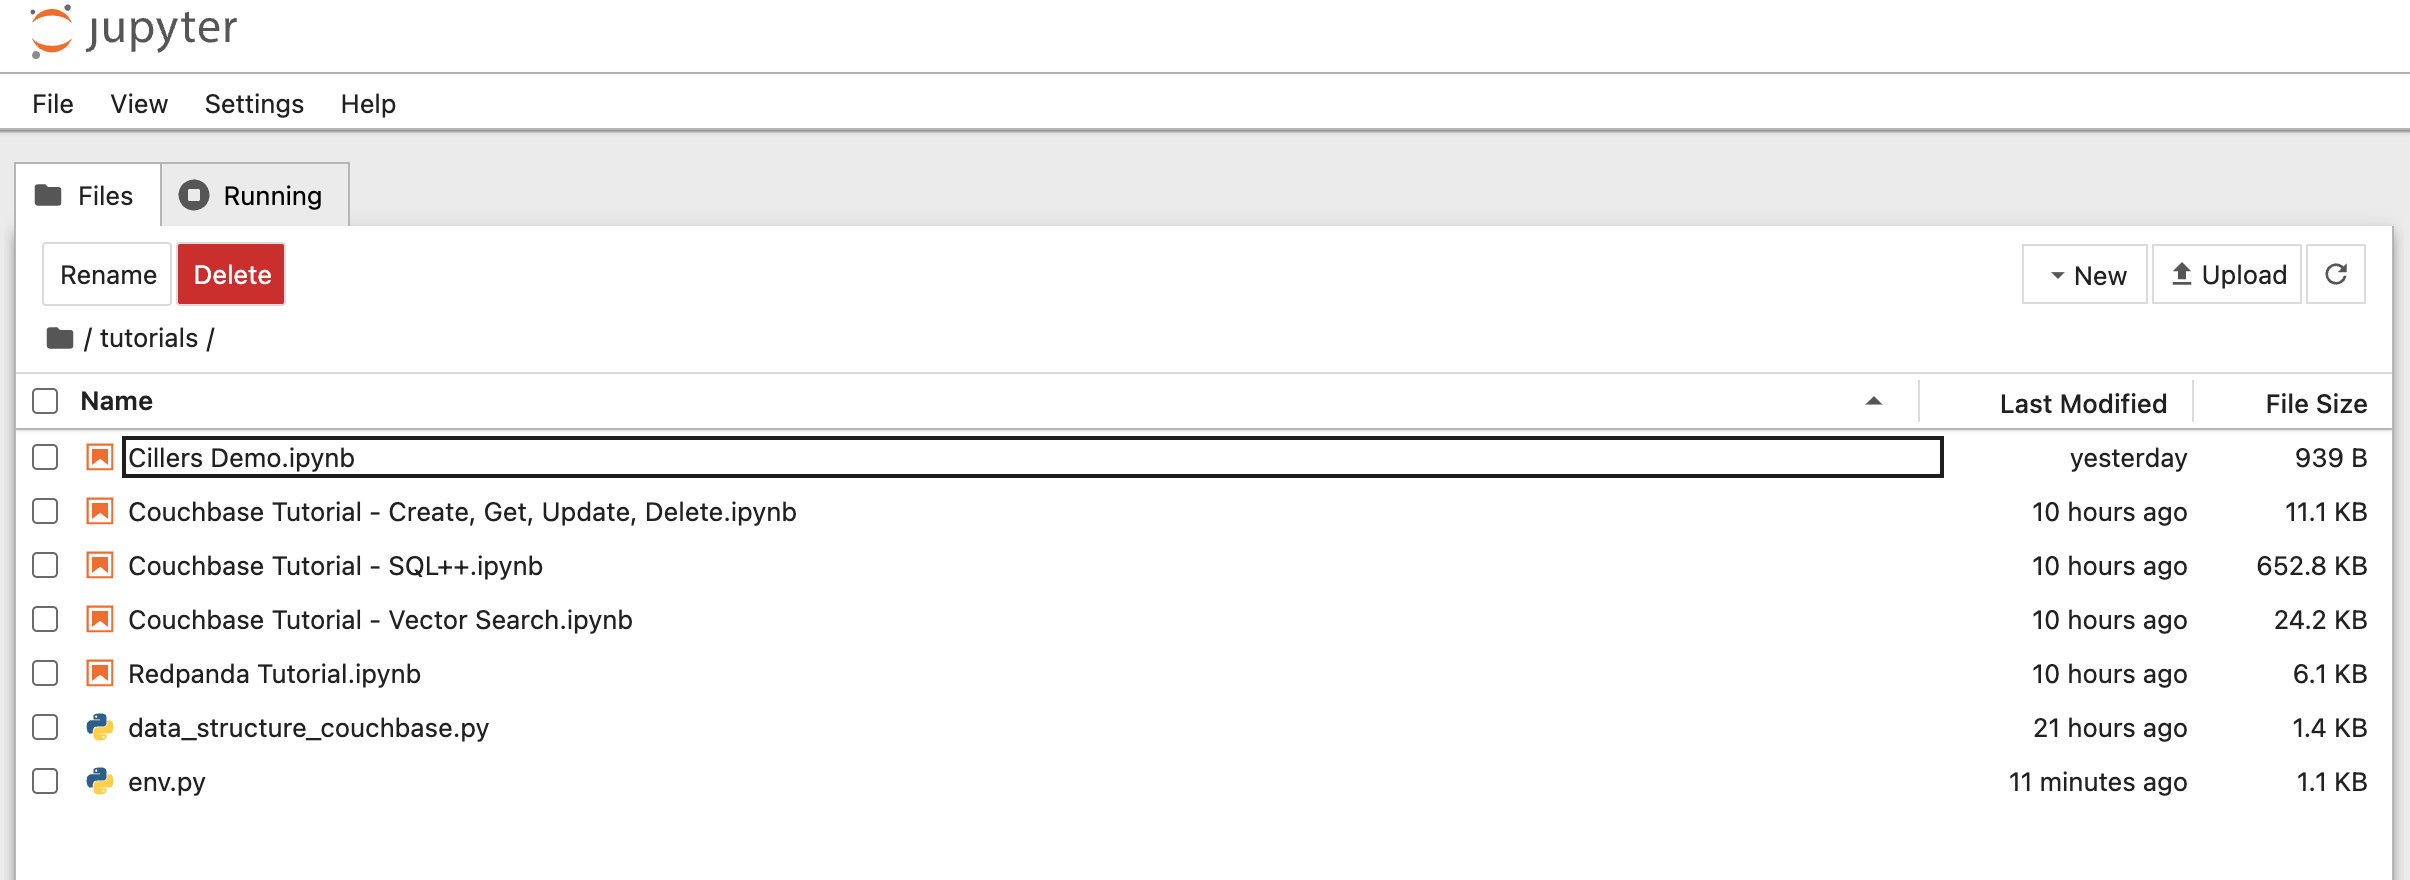 jupyter
File View Settings Help
Files Running
Rename Delete New Upload
/ tutorials /
Name Last Modified File Size
Cillers Demo.ipynb yesterday 939 B
Couchbase Tutorial - Create, Get, Update, Delete.ipynb 10 hours ago 11.1 KB
Couchbase Tutorial - SQL++.ipynb 10 hours ago 652.8 KB
Couchbase Tutorial - Vector Search.ipynb 10 hours ago 24.2 KB
Redpanda Tutorial.ipynb 10 hours ago 6.1 KB
data_structure_couchbase.py 21 hours ago 1.4 KB
env.py 11 minutes ago 1.1 KB